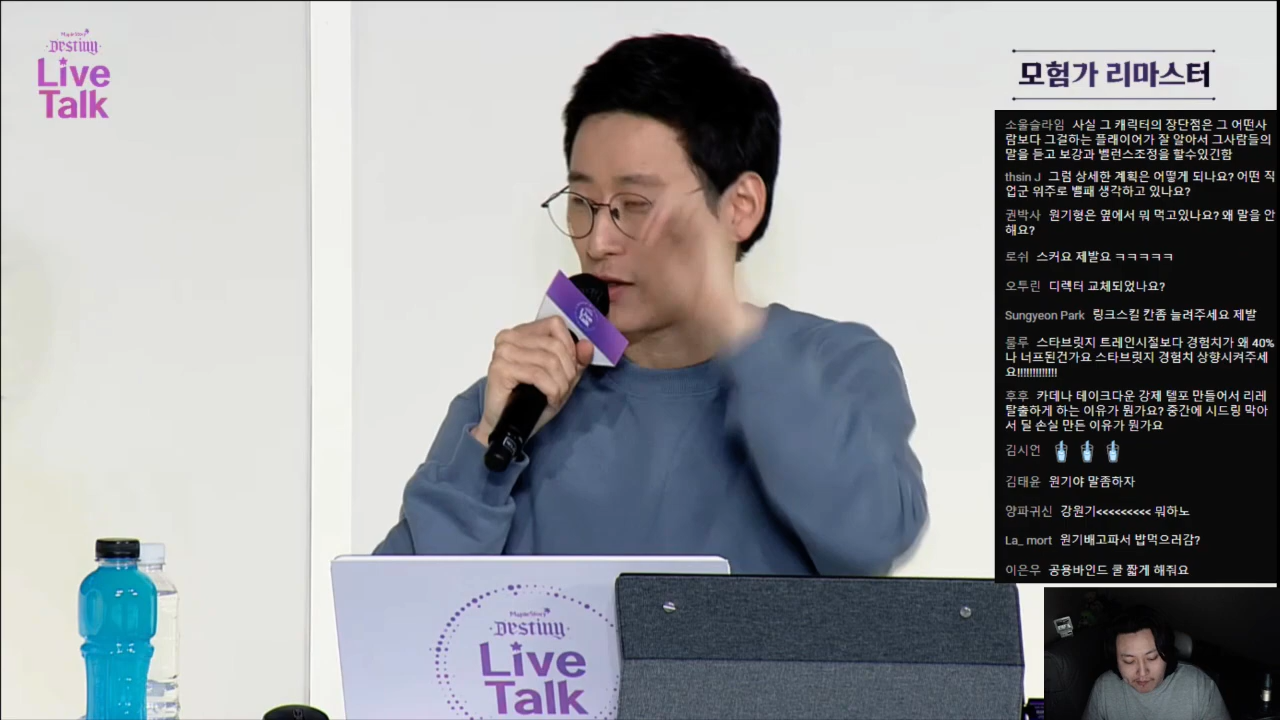 MapleStory
DESTINY
Live
Talk
모험가 리마스터
소울슬라임 사실 그 캐릭터의 장단점은 그 어떤사
람보다 그걸하는 플래이어가 잘 알아서 그사람들의
말을 듣고 보강과 밸런스조정을 할수있긴함
thsin J 그럼 상세한 계획은 어떻게 되나요? 어떤 직
업군 위주로 밸패 생각하고 있나요?
권박사 원기형은 옆에서 뭐 먹고있나요? 왜 말을 안
해요?
로쉬 스커요 제발요 ㅋㅋㅋㅋㅋ
오투린 디렉터 교체되었나요?
Sungyeon Park 링크스킬 칸좀 늘려주세요 제발
룰루 스타브릿지 트레인시절보다 경험치가 왜 40%
나 너프된건가요 스타브릿지 경험치 상향시켜주세
요!!!!!!!!!!!!!
후후 카데나 테이크다운 강제 텔포 만들어서 리레
탈출하게 하는 이유가 뭔가요? 중간에 시드링 막아
서 딜 손실 만든 이유가 뭔가요
김시언
김태윤 원기야 말좀하자
양파귀신 강원기<<<<<<<<< 뭐하노
La_ mort 원기배고파서 밥먹으러감?
이은우 공용바인드 쿨 짧게 해줘요
Live
Talk
MapleStory
DESTINY
Live
Talk